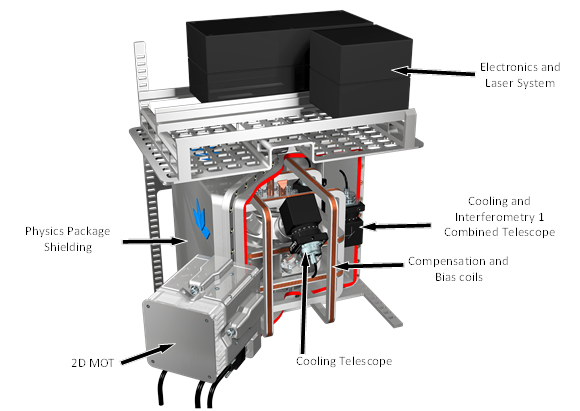 Electronics and
Laser System
Cooling and
Interferometry 1
Combined Telescope
Physics Package
Shielding
Compensation and
Bias coils
2D MOT
Cooling Telescope